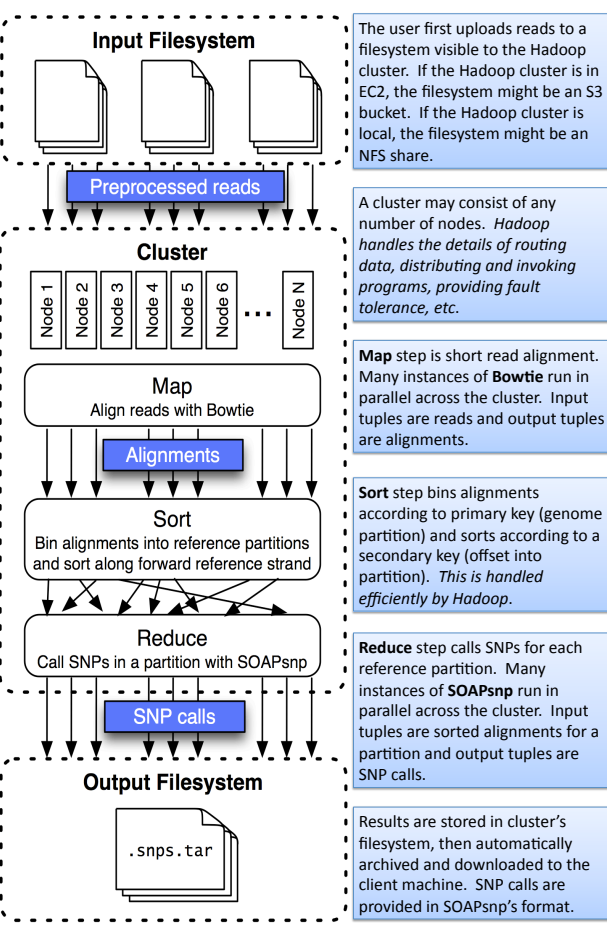 Input Filesystem
The user first uploads reads to a
filesystem visible to the Hadoop
cluster. If the Hadoop cluster is in
EC2, the filesystem might be an S3
bucket. If the Hadoop cluster is
local, the filesystem might be an
NFS share.
Preprocessed reads
Cluster
A cluster may consist of any
number of nodes. Hadoop
handles the details of routing
data, distributing and invoking
programs, providing fault
tolerance, etc.
Node 1
Node 2
Node 3
Node 4
Node 5
Node 6
...
Node N
Map
Align reads with Bowtie
Map step is short read alignment.
Many instances of Bowtie run in
parallel across the cluster. Input
tuples are reads and output tuples
are alignments.
Alignments
Sort
Bin alignments into reference partitions
and sort along forward reference strand
Sort step bins alignments
according to primary key (genome
partition) and sorts according to a
secondary key (offset into
partition). This is handled
efficiently by Hadoop.
Reduce
Call SNPs in a partition with SOAPsnp
Reduce step calls SNPs for each
reference partition. Many
instances of SOAPsnp run in
parallel across the cluster. Input
tuples are sorted alignments for a
partition and output tuples are
SNP calls.
SNP calls
Output Filesystem
.snps.tar
Results are stored in cluster's
filesystem, then automatically
archived and downloaded to the
client machine. SNP calls are
provided in SOAPsnp's format.